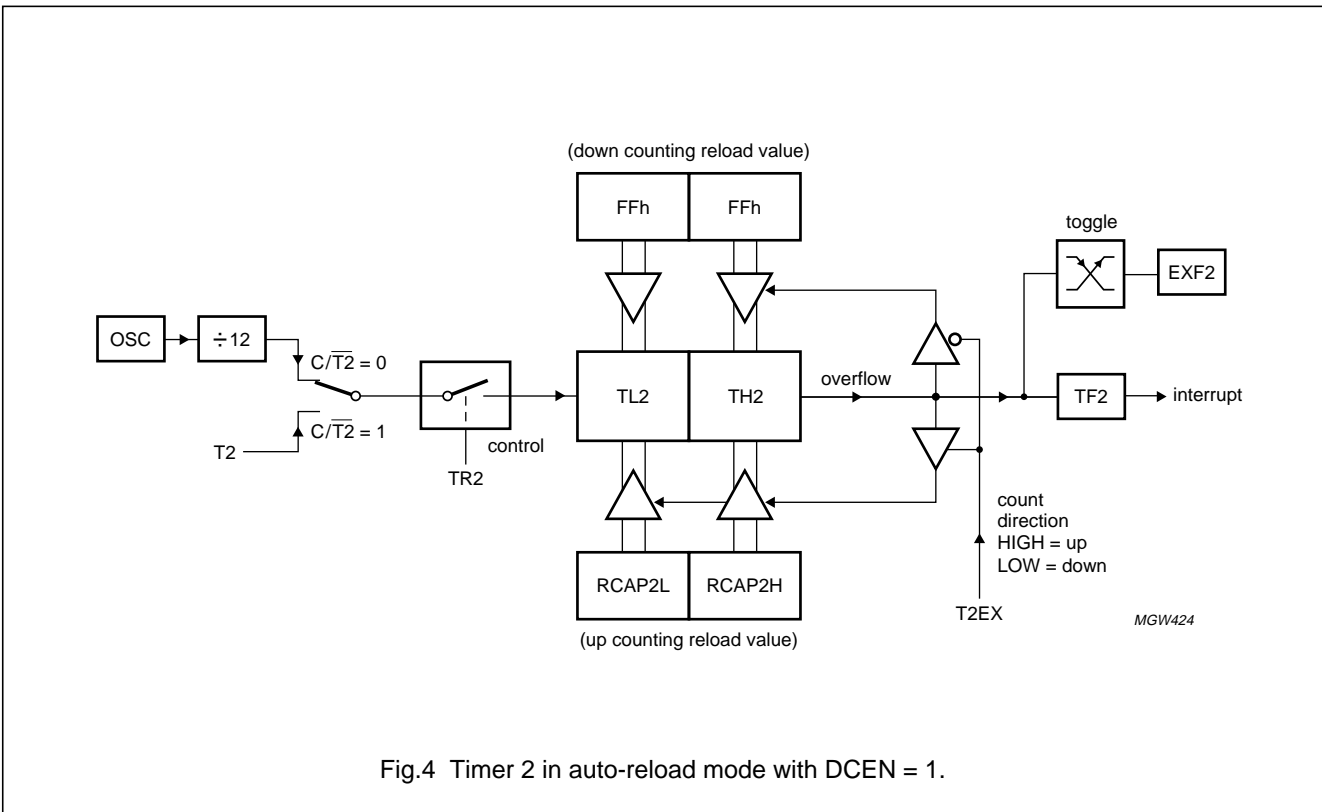 (down counting reload value)
FFh
FFh
toggle
EXF2
OSC
÷12
C/T2̅ = 0
C/T2̅ = 1
T2
control
TR2
TL2
TH2
overflow
TF2
interrupt
count
direction
HIGH = up
LOW = down
RCAP2L
RCAP2H
T2EX
(up counting reload value)
MGW424
Fig.4 Timer 2 in auto-reload mode with DCEN = 1.